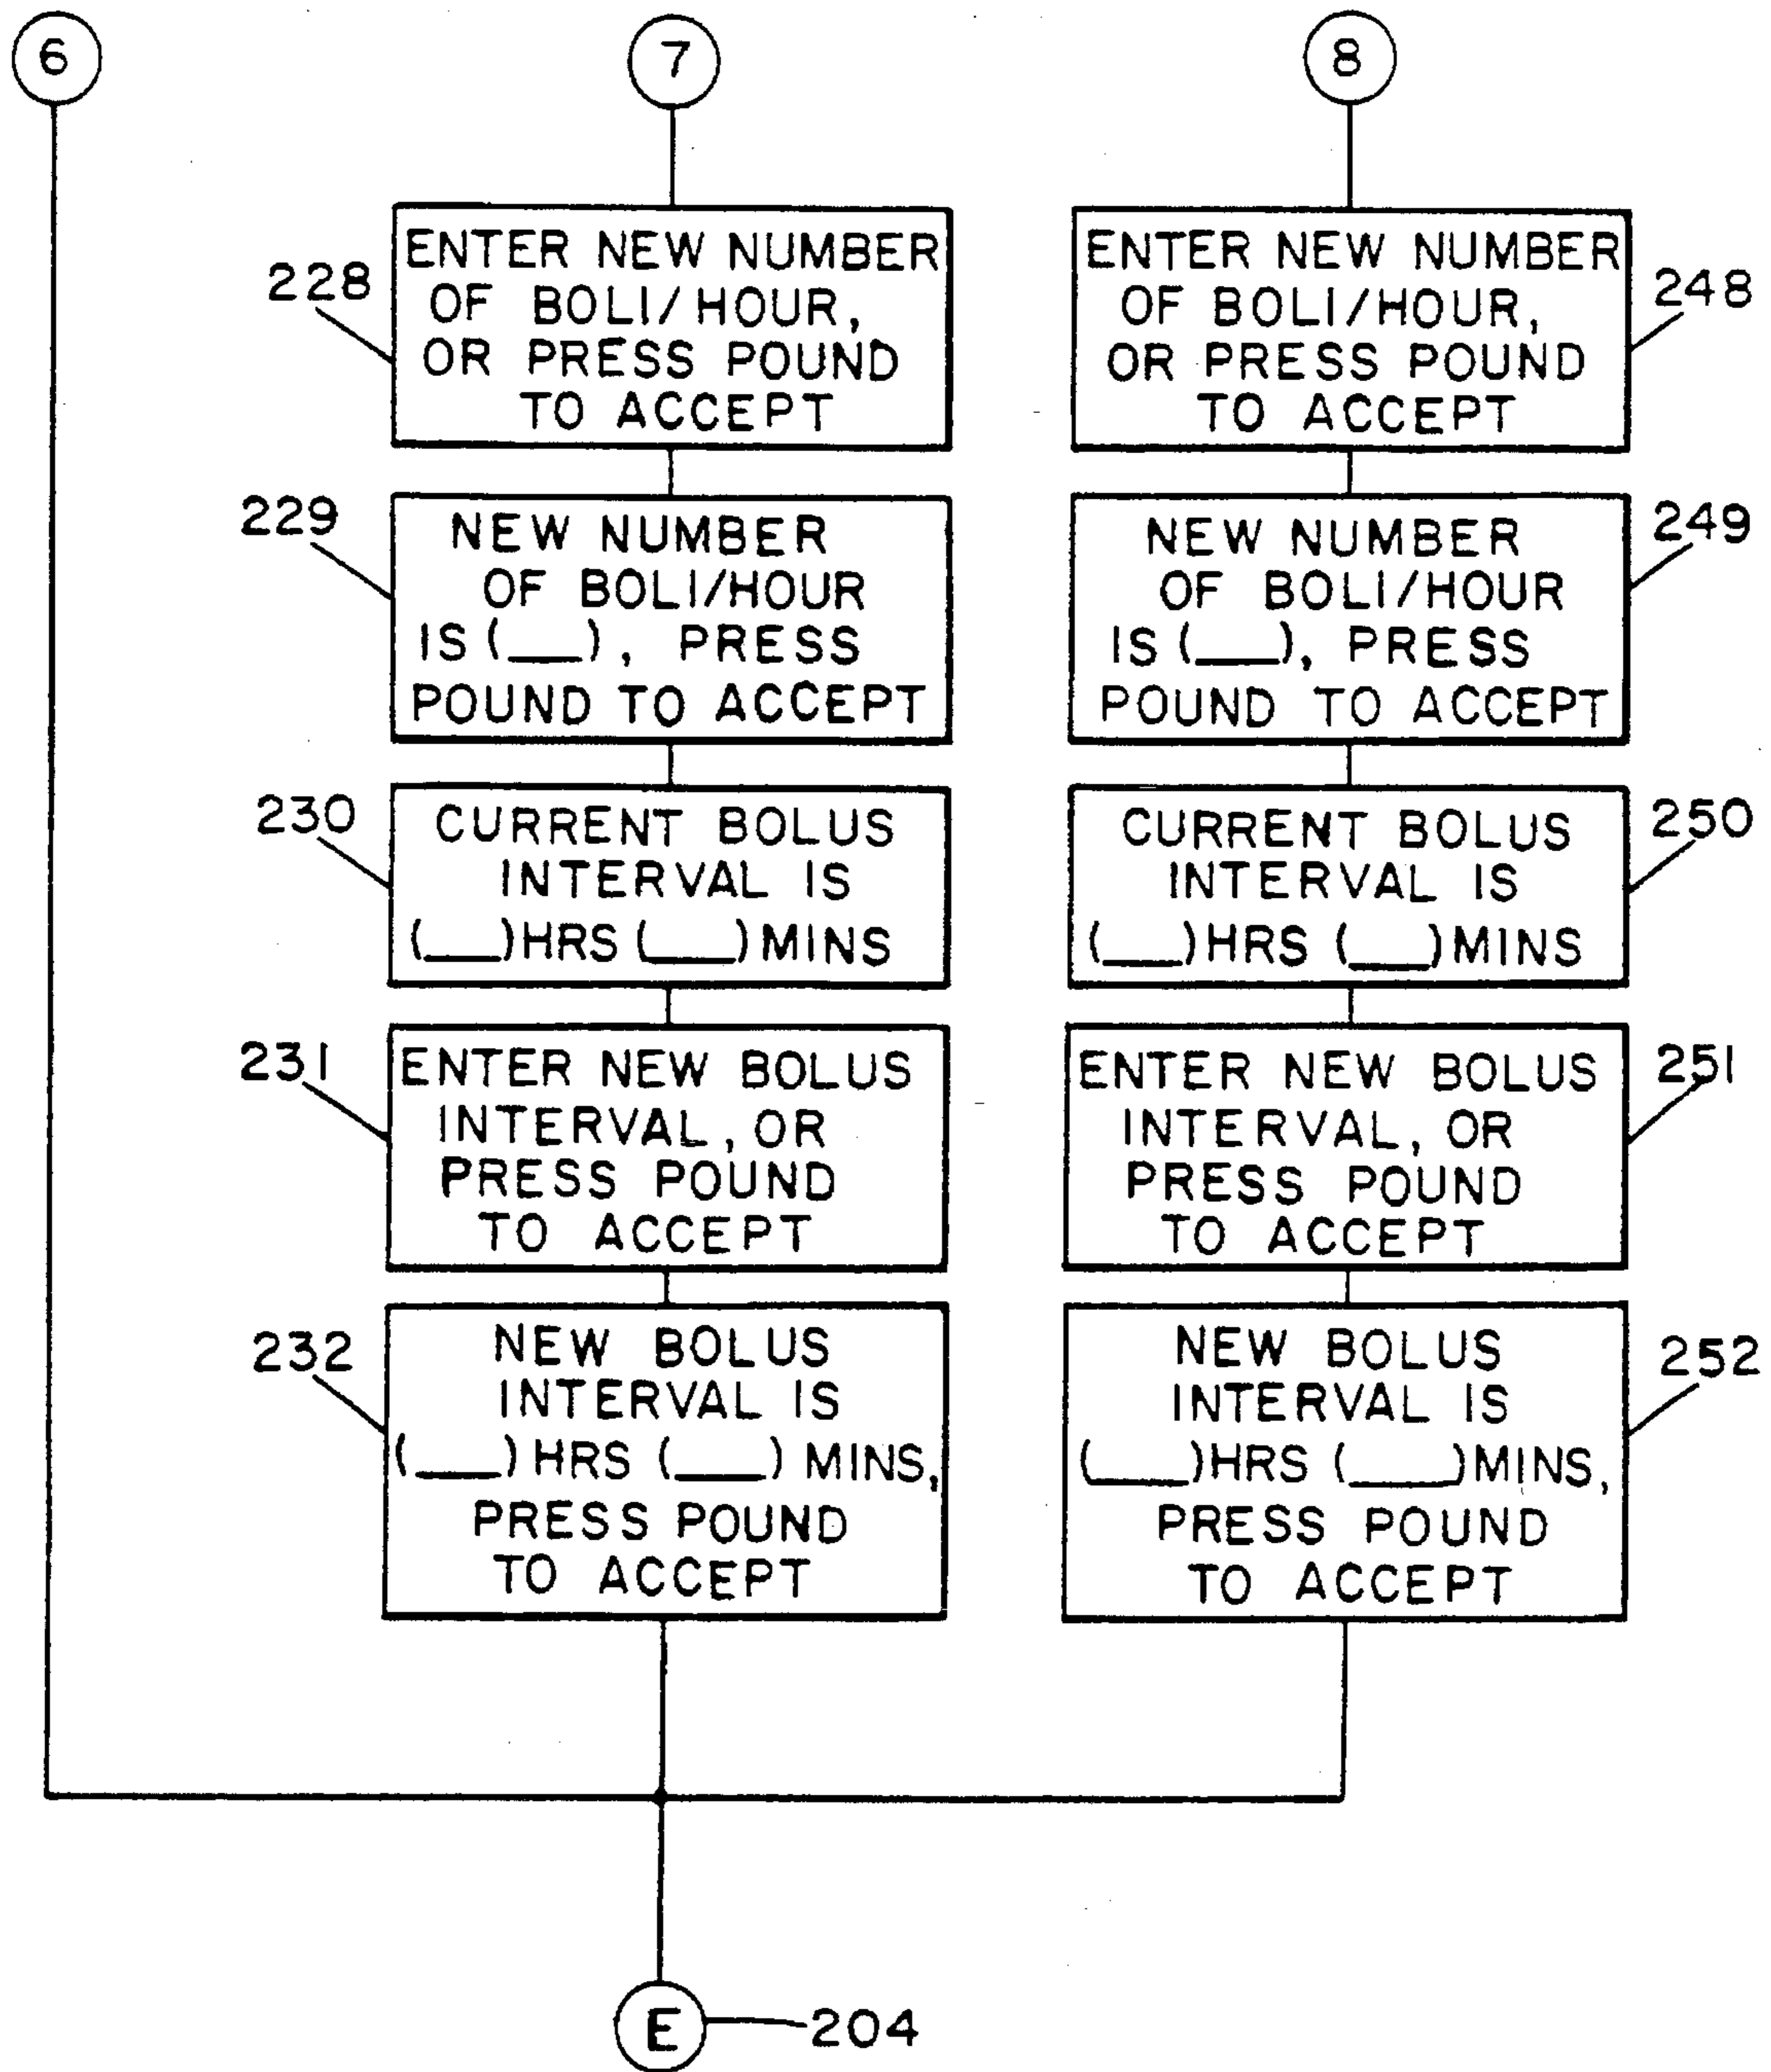 6
7
8
228
ENTER NEW NUMBER
OF BOLI/HOUR,
OR PRESS POUND
TO ACCEPT
ENTER NEW NUMBER
OF BOLI/HOUR,
OR PRESS POUND
TO ACCEPT
248
229
NEW NUMBER
OF BOLI/HOUR
IS (___), PRESS
POUND TO ACCEPT
NEW NUMBER
OF BOLI/HOUR
IS (___), PRESS
POUND TO ACCEPT
249
230
CURRENT BOLUS
INTERVAL IS
(___)HRS (___)MINS
CURRENT BOLUS
INTERVAL IS
(___)HRS (___)MINS
250
231
ENTER NEW BOLUS
INTERVAL, OR
PRESS POUND
TO ACCEPT
ENTER NEW BOLUS
INTERVAL, OR
PRESS POUND
TO ACCEPT
251
232
NEW BOLUS
INTERVAL IS
(___)HRS (___) MINS,
PRESS POUND
TO ACCEPT
NEW BOLUS
INTERVAL IS
(___)HRS (___)MINS,
PRESS POUND
TO ACCEPT
252
E
204